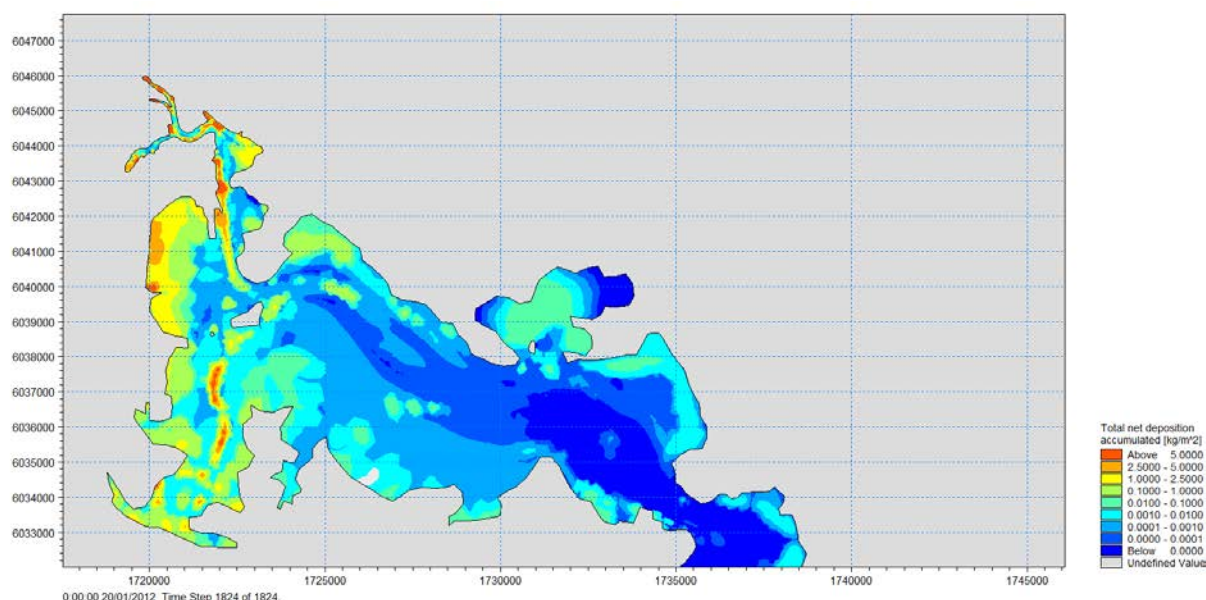 6047000
6046000
6045000
6044000
6043000
6042000
6041000
6040000
6039000
6038000
6037000
6036000
6035000
6034000
6033000
1720000 1725000 1730000 1735000 1740000 1745000
0:00:00 20/01/2012 Time Step 1824 of 1824.
Total net deposition
accumulated [kg/m^2]
Above 5.0000
2.5000 - 5.0000
1.0000 - 2.5000
0.1000 - 1.0000
0.0100 - 0.1000
0.0010 - 0.0100
0.0001 - 0.0010
0.0000 - 0.0001
Below 0.0000
Undefined Value